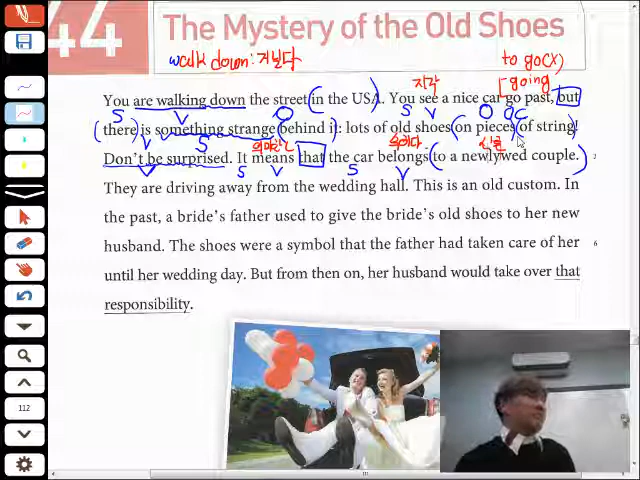 44 The Mystery of the Old Shoes
walk down : 거닐다
to go(X)
지각
going
You are walking down the street in the USA. You see a nice car go past, but
S V S V O OC
there is something strange behind it: lots of old shoes on pieces of string!
V S
의미하다 속하다 신혼
Don't be surprised. It means that the car belongs to a newlywed couple. 2
V S V S V
They are driving away from the wedding hall. This is an old custom. In
the past, a bride's father used to give the bride's old shoes to her new
husband. The shoes were a symbol that the father had taken care of her 6
until her wedding day. But from then on, her husband would take over that
responsibility.
112